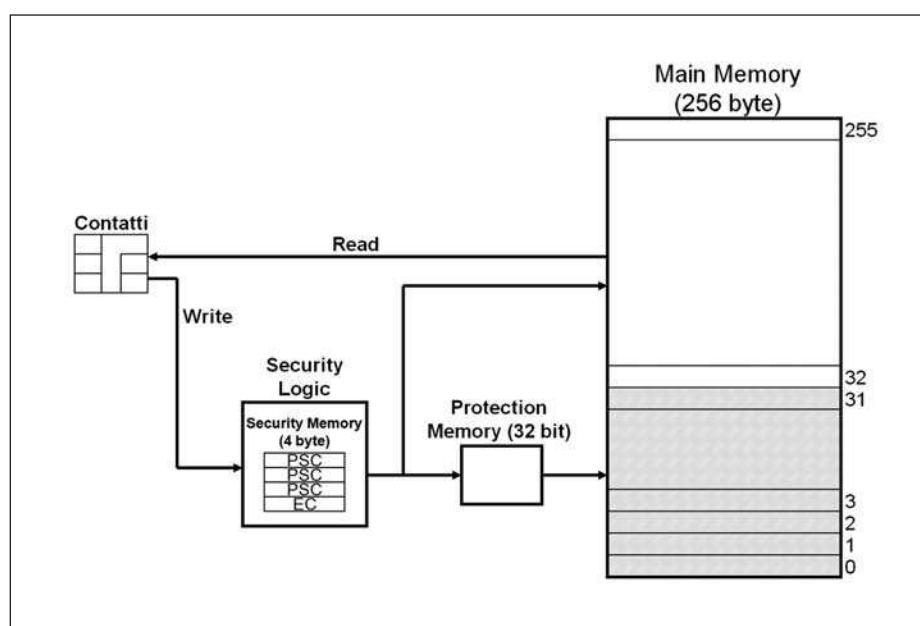 Main Memory
(256 byte)
255
Contatti
Read
Write
Security
Logic
Security Memory
(4 byte)
PSC
PSC
PSC
EC
Protection
Memory (32 bit)
32
31
3
2
1
0